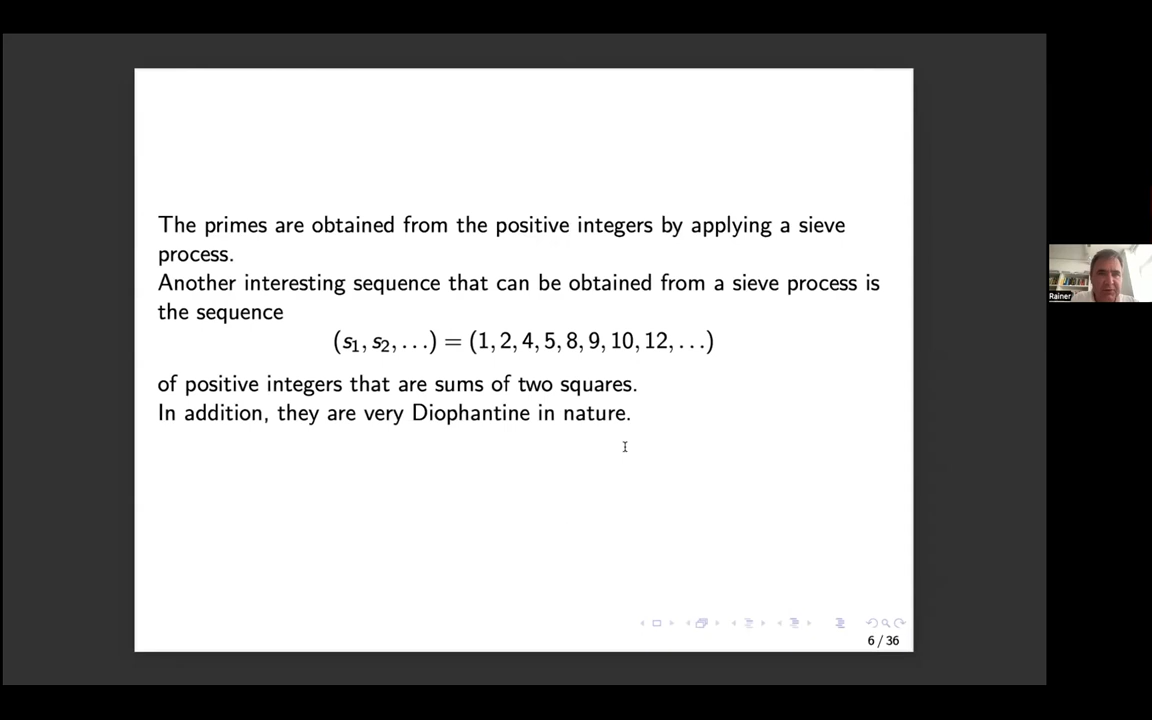 The primes are obtained from the positive integers by applying a sieve
process.
Another interesting sequence that can be obtained from a sieve process is
the sequence
(s₁, s₂, . . .) = (1, 2, 4, 5, 8, 9, 10, 12, . . .)
of positive integers that are sums of two squares.
In addition, they are very Diophantine in nature.
Rainer
6 / 36